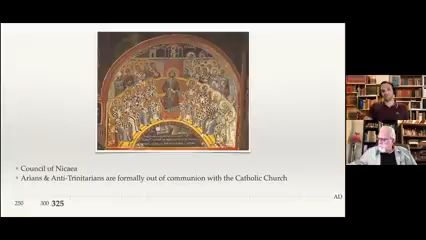 Council of Nicaea
Arians & Anti-Trinitarians are formally out of communion with the Catholic Church
AD
250 300 325